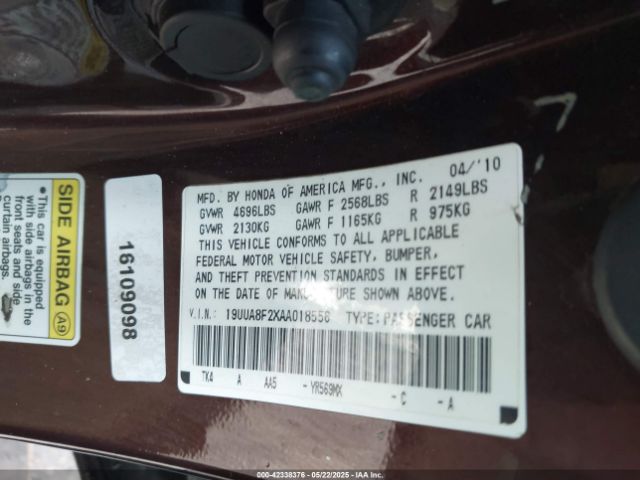 MFD. BY HONDA OF AMERICA MFG., INC. 04/'10
GVWR 4696LBS GAWR F 2568LBS R 2149LBS
GVWR 2130KG GAWR F 1165KG R 975KG
THIS VEHICLE CONFORMS TO ALL APPLICABLE
FEDERAL MOTOR VEHICLE SAFETY, BUMPER,
AND THEFT PREVENTION STANDARDS IN EFFECT
ON THE DATE OF MANUFACTURE SHOWN ABOVE.
V.I.N.: 19UUA8F2XAA018556 TYPE:PASSENGER CAR
TK4 A AA5 -YR569MX -C -A
16109098
SIDE AIRBAG A9
•This car is equipped
with side airbags in the
front seats and side
curtain airbags.
000-42338376 - 05/22/2025 - IAA Inc.